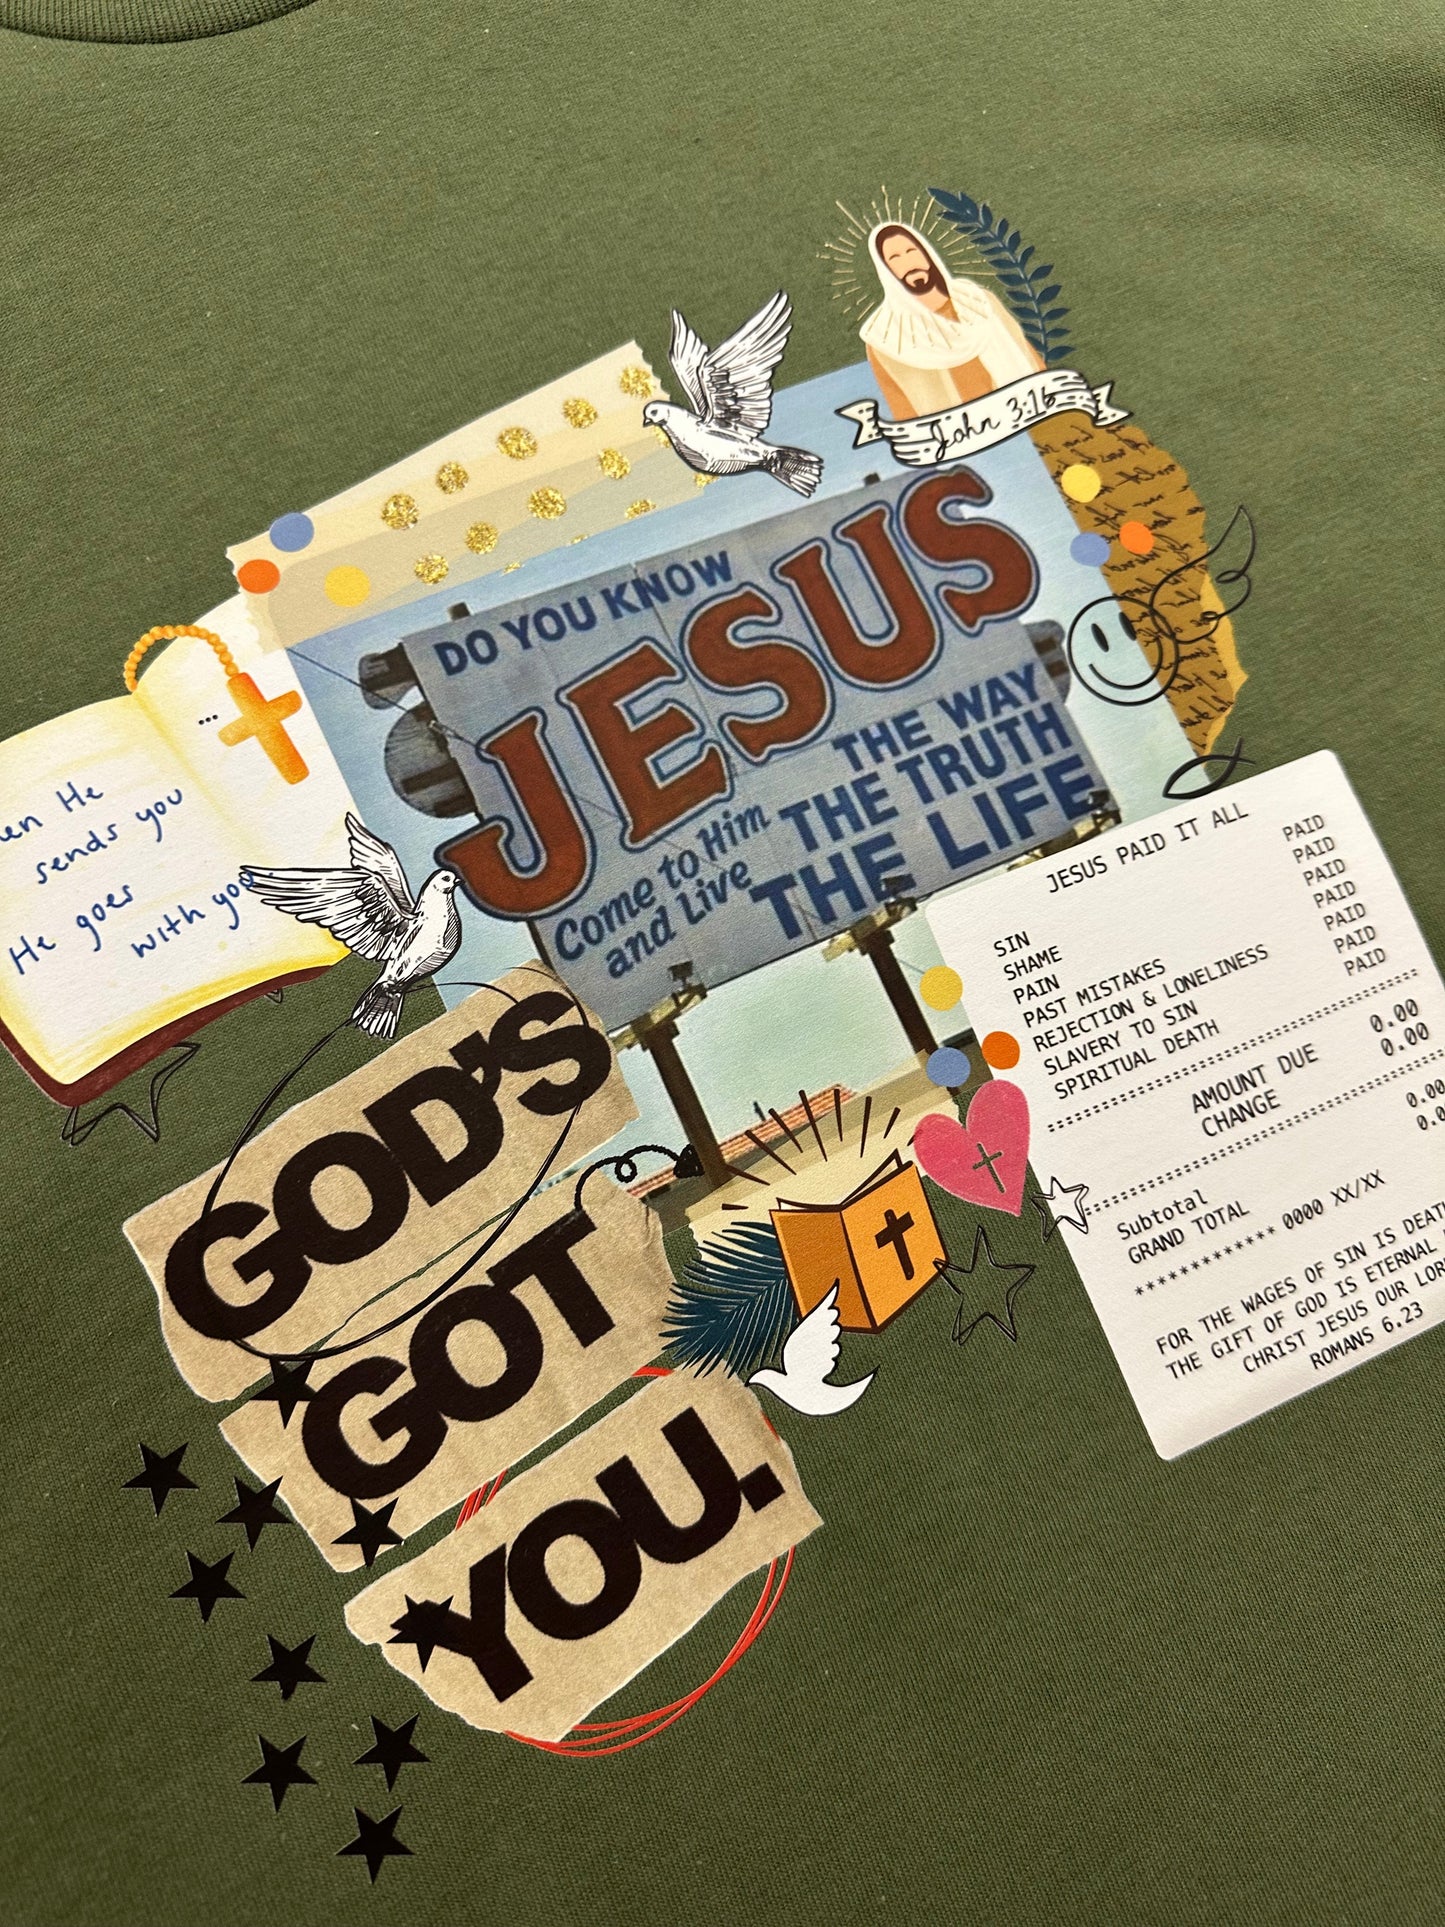 John 3:16
DO YOU KNOW
JESUS
THE WAY
THE TRUTH
THE LIFE
Come to Him
and Live
...
He
sends you
He goes
with you.
GOD'S
GOT
YOU.
JESUS PAID IT ALL
SIN PAID
SHAME PAID
PAIN PAID
PAST MISTAKES PAID
REJECTION & LONELINESS PAID
SLAVERY TO SIN PAID
SPIRITUAL DEATH PAID
AMOUNT DUE 0.00
CHANGE 0.00
Subtotal 0.00
GRAND TOTAL
************ 0000 XX/XX
FOR THE WAGES OF SIN IS
THE GIFT OF GOD IS ETERNAL
CHRIST JESUS OUR
ROMANS 6.23